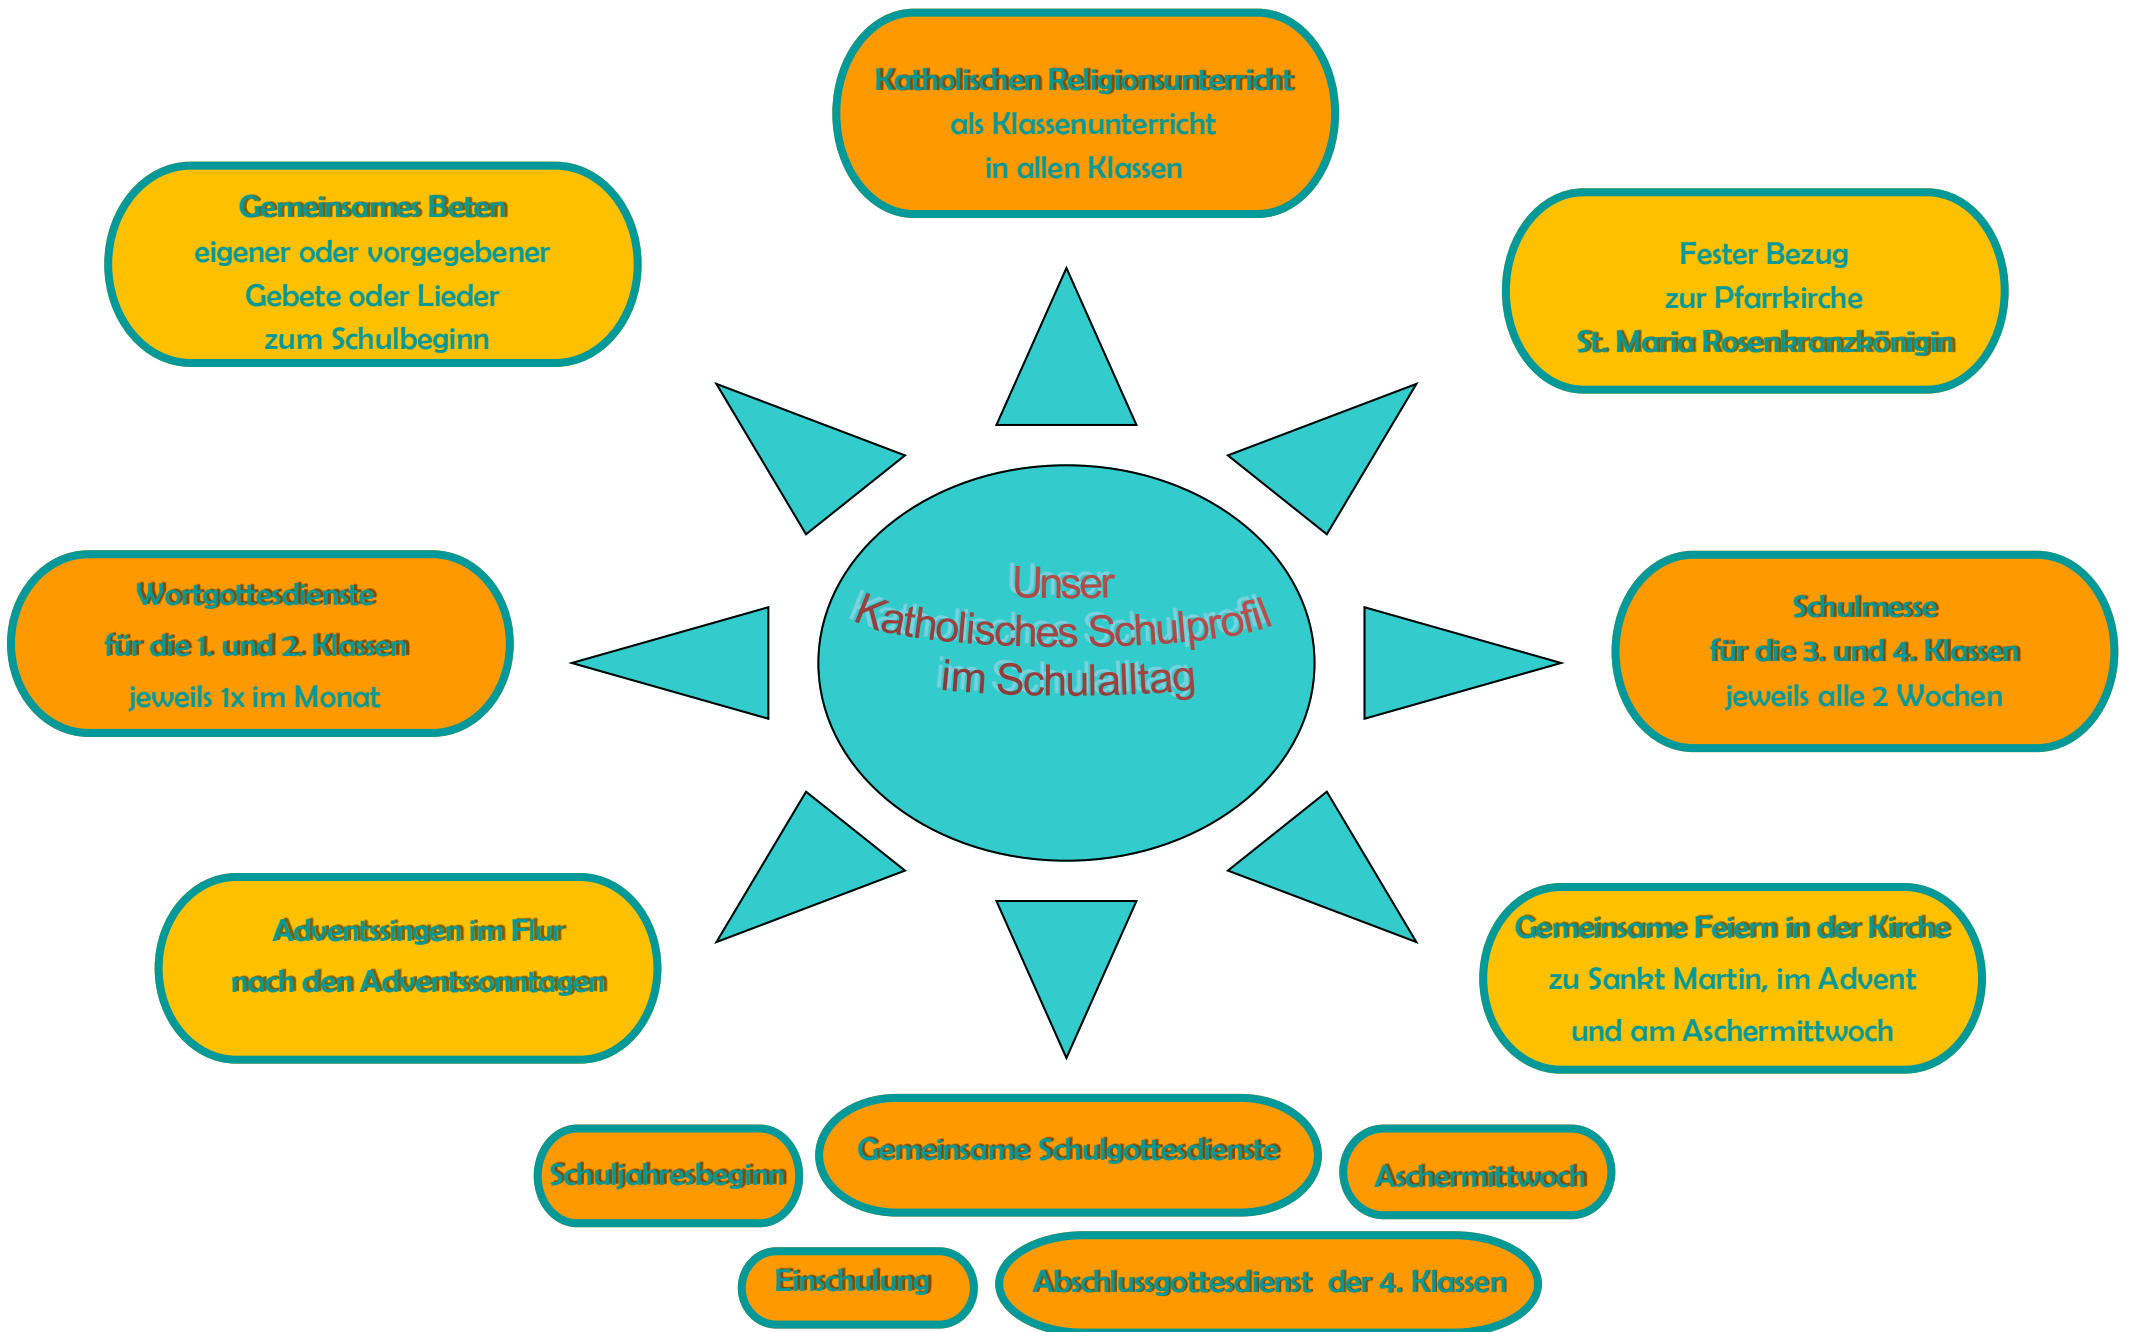 Katholischen Religionsunterricht
als Klassenunterricht
in allen Klassen
Gemeinsames Beten
eigener oder vorgegebener
Gebete oder Lieder
zum Schulbeginn
Fester Bezug
zur Pfarrkirche
St. Maria Rosenkranzkönigin
Unser
Katholisches Schulprofil
im Schulalltag
Wortgottesdienste
für die 1. und 2. Klassen
jeweils 1x im Monat
Schulmesse
für die 3. und 4. Klassen
jeweils alle 2 Wochen
Adventssingen im Flur
nach den Adventssonntagen
Gemeinsame Feiern in der Kirche
zu Sankt Martin, im Advent
und am Aschermittwoch
Schuljahresbeginn
Gemeinsame Schulgottesdienste
Aschermittwoch
Einschulung
Abschlussgottesdienst der 4. Klassen